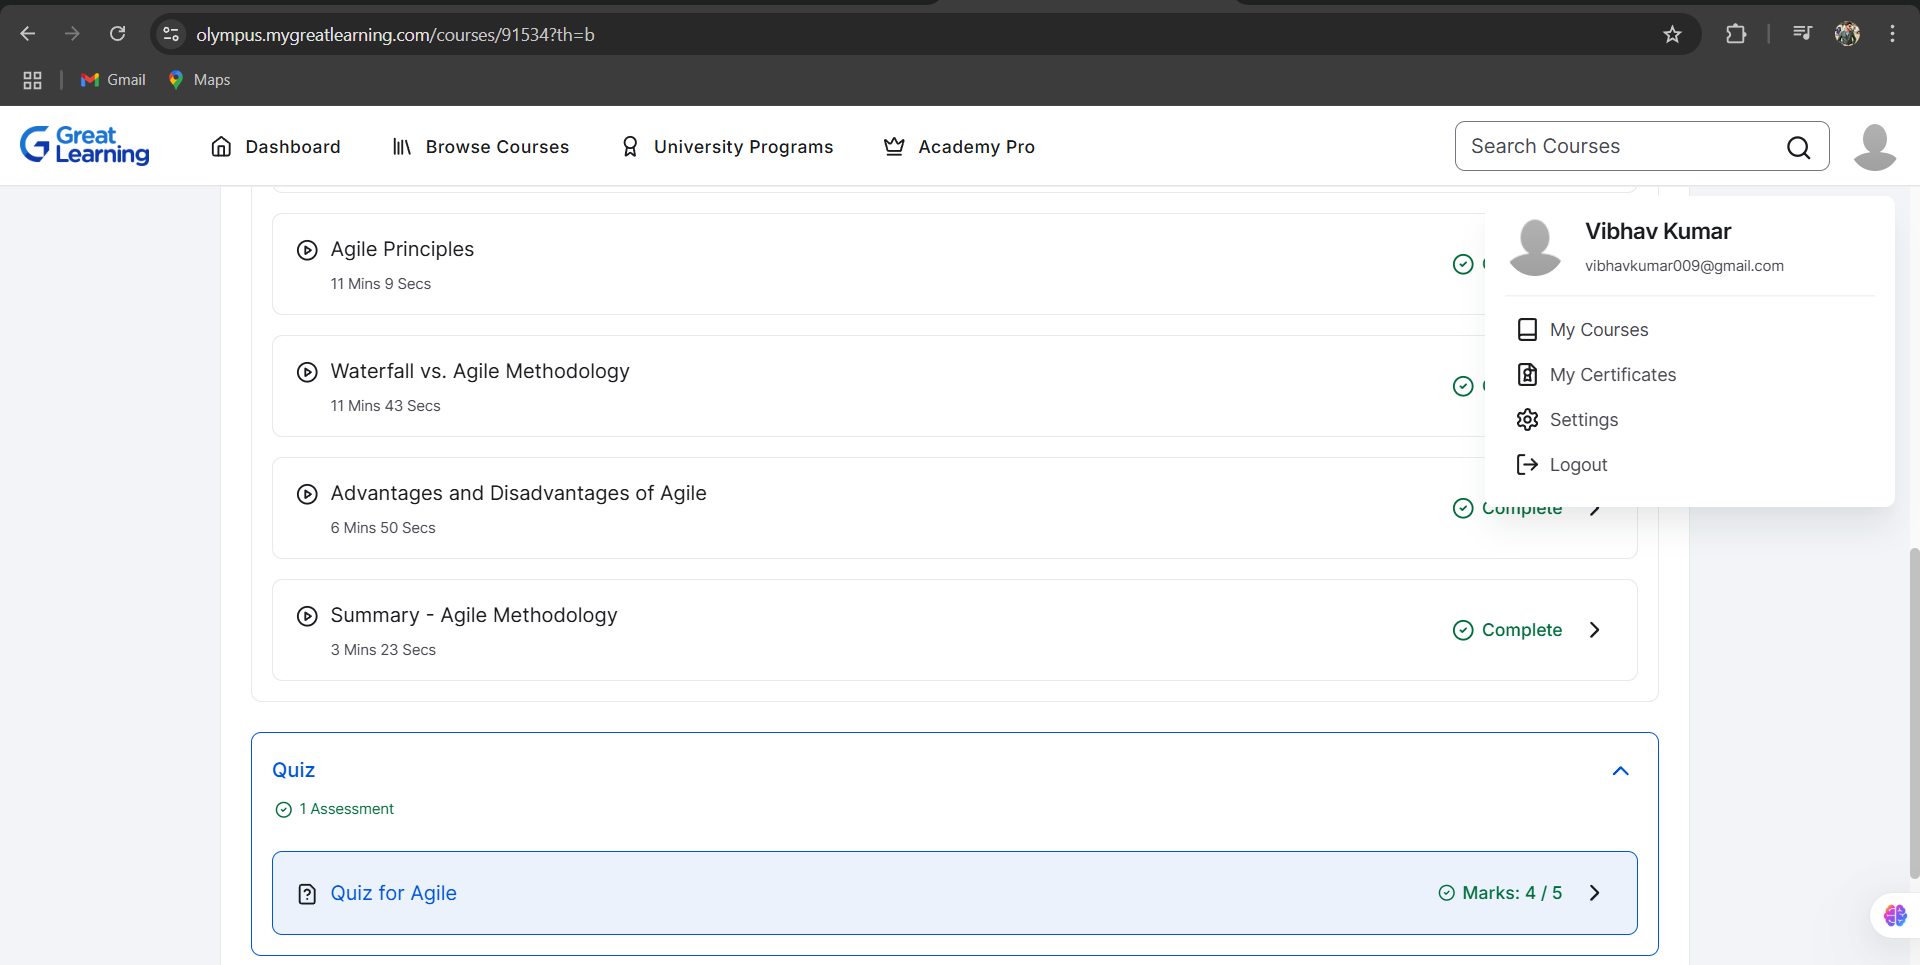 olympus.mygreatlearning.com/courses/91534?th=b
Gmail
Maps
Great
Learning
Dashboard
Browse Courses
University Programs
Academy Pro
Search Courses
Vibhav Kumar
vibhavkumar009@gmail.com
My Courses
My Certificates
Settings
Logout
Agile Principles
11 Mins 9 Secs
Waterfall vs. Agile Methodology
11 Mins 43 Secs
Advantages and Disadvantages of Agile
6 Mins 50 Secs
Complete
Summary - Agile Methodology
3 Mins 23 Secs
Complete
Quiz
1 Assessment
Quiz for Agile
Marks: 4 / 5